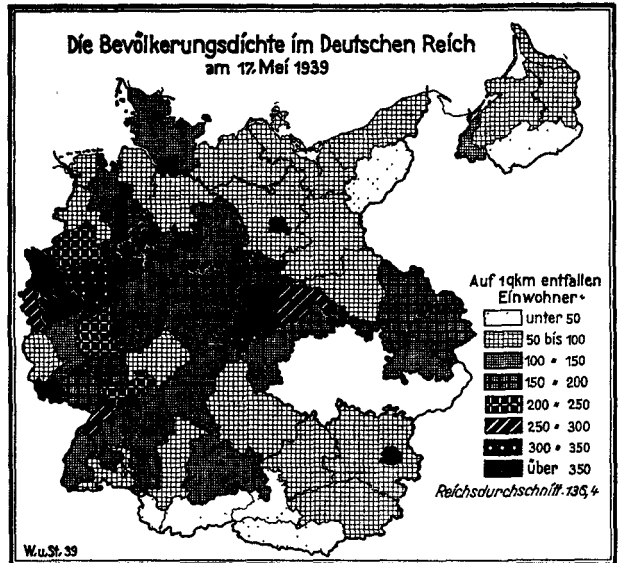 Die Bevölkerungsdichte im Deutschen Reich
am 17. Mai 1939
Auf 1qkm entfallen
Einwohner:
unter 50
50 bis 100
100 " 150
150 " 200
200 " 250
250 " 300
300 " 350
über 350
Reichsdurchschnitt: 136,4
W.u.St. 39